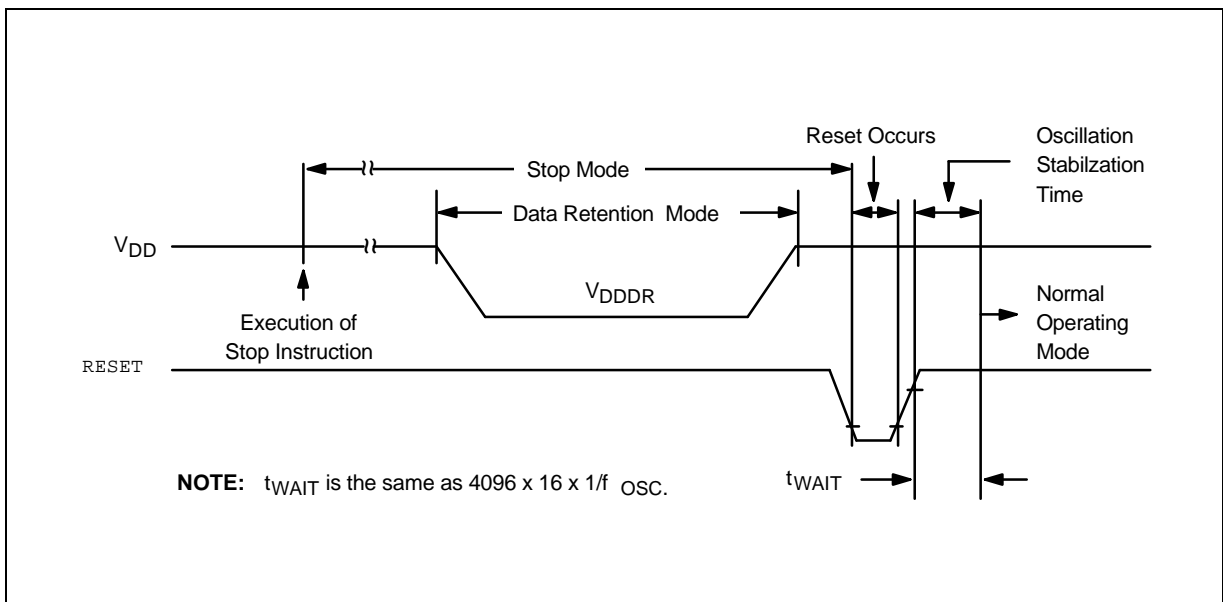 Reset Occurs
Oscillation
Stabilzation
Time
Stop Mode
Data Retention Mode
VDD
VDDDR
Execution of
Stop Instruction
Normal
Operating
Mode
RESET
NOTE: tWAIT is the same as 4096 x 16 x 1/f OSC.
tWAIT